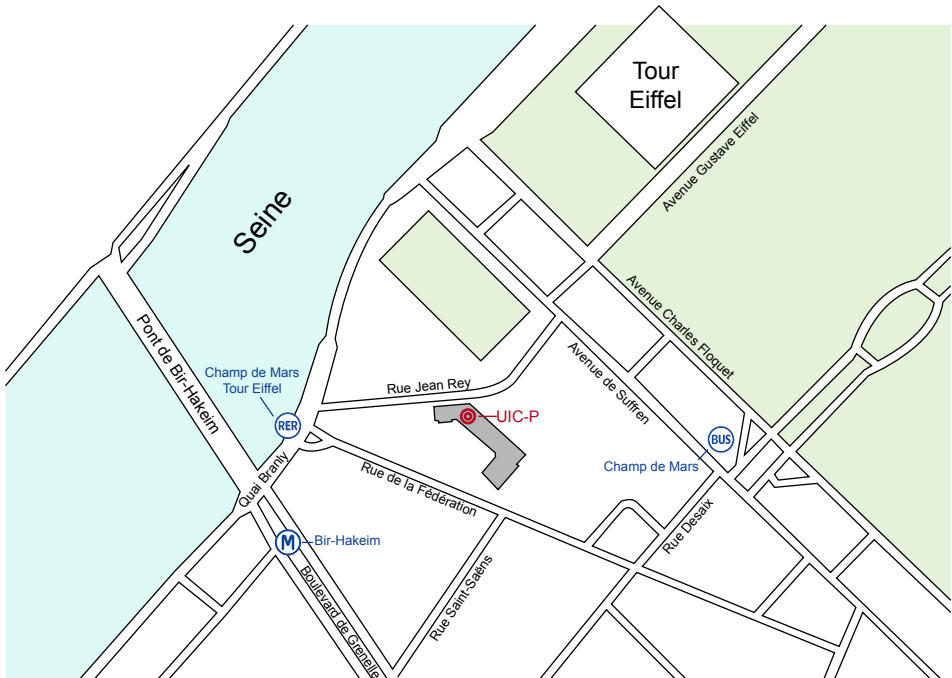 Tour
Eiffel
Avenue Gustave Eiffel
Seine
Avenue Charles Floquet
Pont de Bir-Hakeim
Champ de Mars
Tour Eiffel
RER
Rue Jean Rey
Avenue de Suffren
UIC-P
BUS
Champ de Mars
Quai Branly
Rue de la Fédération
Rue Desaix
M
Bir-Hakeim
Rue Saint-Saëns
Boulevard de Grenelle